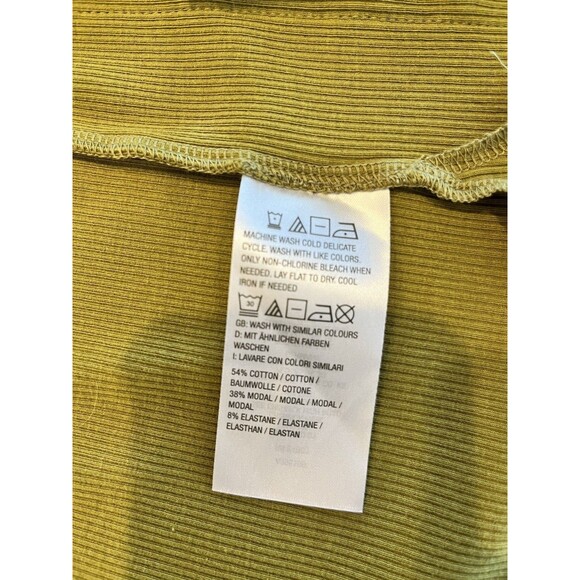 MACHINE WASH COLD DELICATE
CYCLE. WASH WITH LIKE COLORS.
ONLY NON-CHLORINE BLEACH WHEN
NEEDED. LAY FLAT TO DRY. COOL
IRON IF NEEDED
30
GB: WASH WITH SIMILAR COLOURS
D: MIT ÄHNLICHEN FARBEN
WASCHEN
I: LAVARE CON COLORI SIMILARI
54% COTTON / COTTON /
BAUMWOLLE / COTONE
38% MODAL / MODAL / MODAL /
MODAL
8% ELASTANE / ELASTANE /
ELASTHAN / ELASTAN